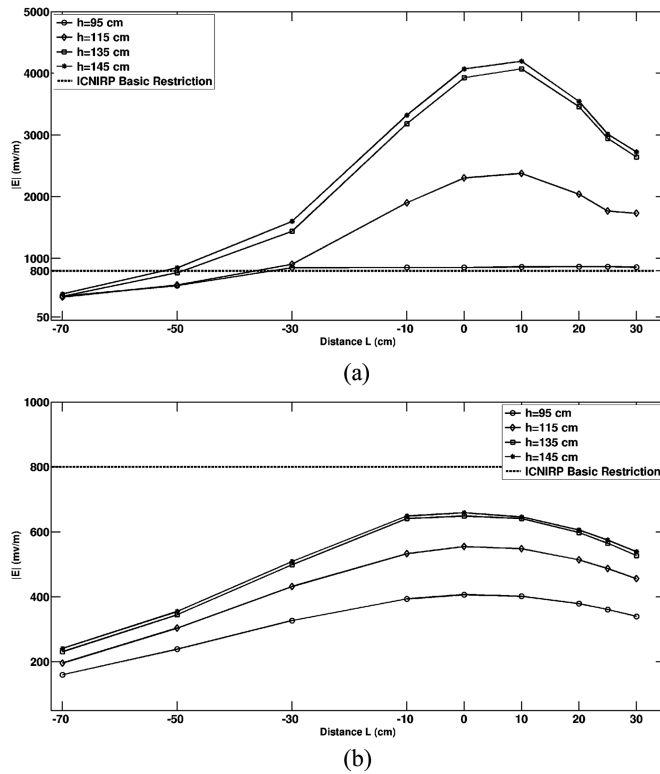 5000
4000
3000
2000
1000
800
50
|E| (mv/m)
h=95 cm
h=115 cm
h=135 cm
h=145 cm
ICNIRP Basic Restriction
-70 -50 -30 -10 0 10 20 30
Distance L (cm)
(a)
1000
800
600
400
200
|E| (mv/m)
h=95 cm
h=115 cm
h=135 cm
h=145 cm
ICNIRP Basic Restriction
-70 -50 -30 -10 0 10 20 30
Distance L (cm)
(b)